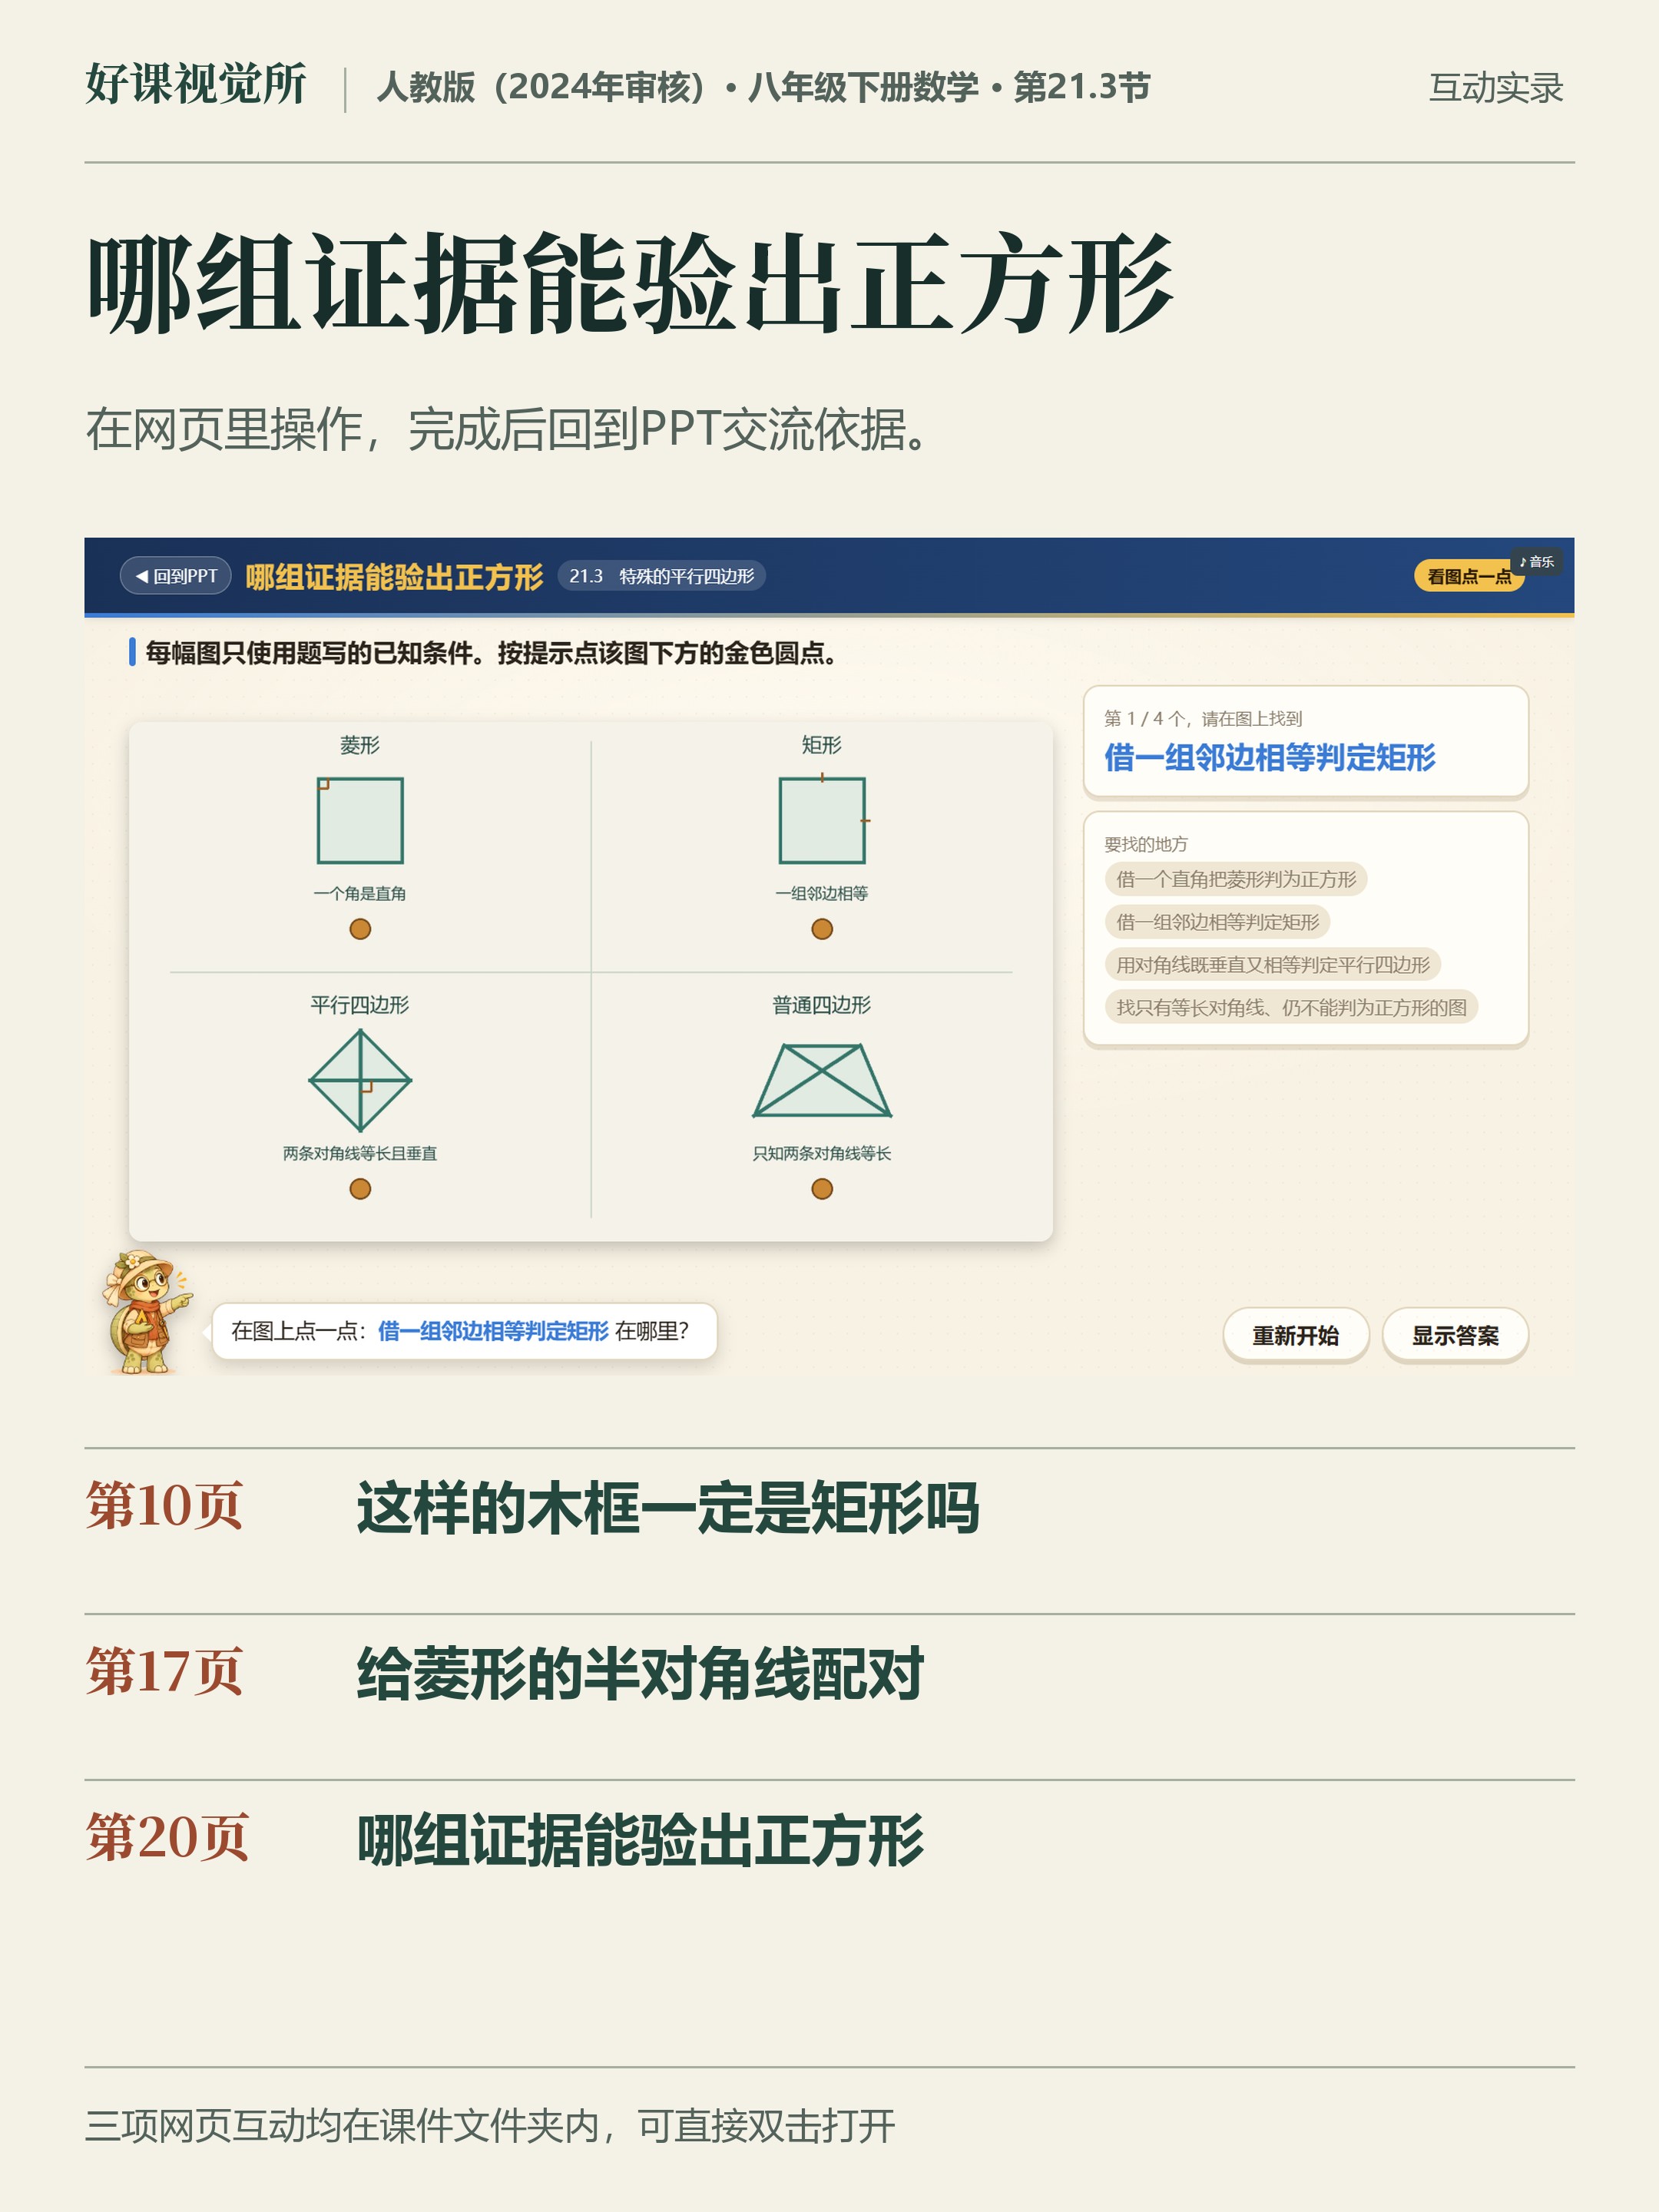 好课视觉所
人教版（2024年审核）• 八年级下册数学 • 第21.3节
互动实录
哪组证据能验出正方形
在网页里操作，完成后回到PPT交流依据。
◀ 回到PPT
哪组证据能验出正方形
21.3 特殊的平行四边形
看图点一点
♪ 音乐
每幅图只使用题写的已知条件。按提示点该图下方的金色圆点。
菱形
矩形
一个角是直角
一组邻边相等
平行四边形
普通四边形
两条对角线等长且垂直
只知两条对角线等长
第 1 / 4 个，请在图上找到
借一组邻边相等判定矩形
要找的地方
借一个直角把菱形判为正方形
借一组邻边相等判定矩形
用对角线既垂直又相等判定平行四边形
找只有等长对角线、仍不能判为正方形的图
在图上点一点：借一组邻边相等判定矩形 在哪里？
重新开始
显示答案
第10页 这样的木框一定是矩形吗
第17页 给菱形的半对角线配对
第20页 哪组证据能验出正方形
三项网页互动均在课件文件夹内，可直接双击打开